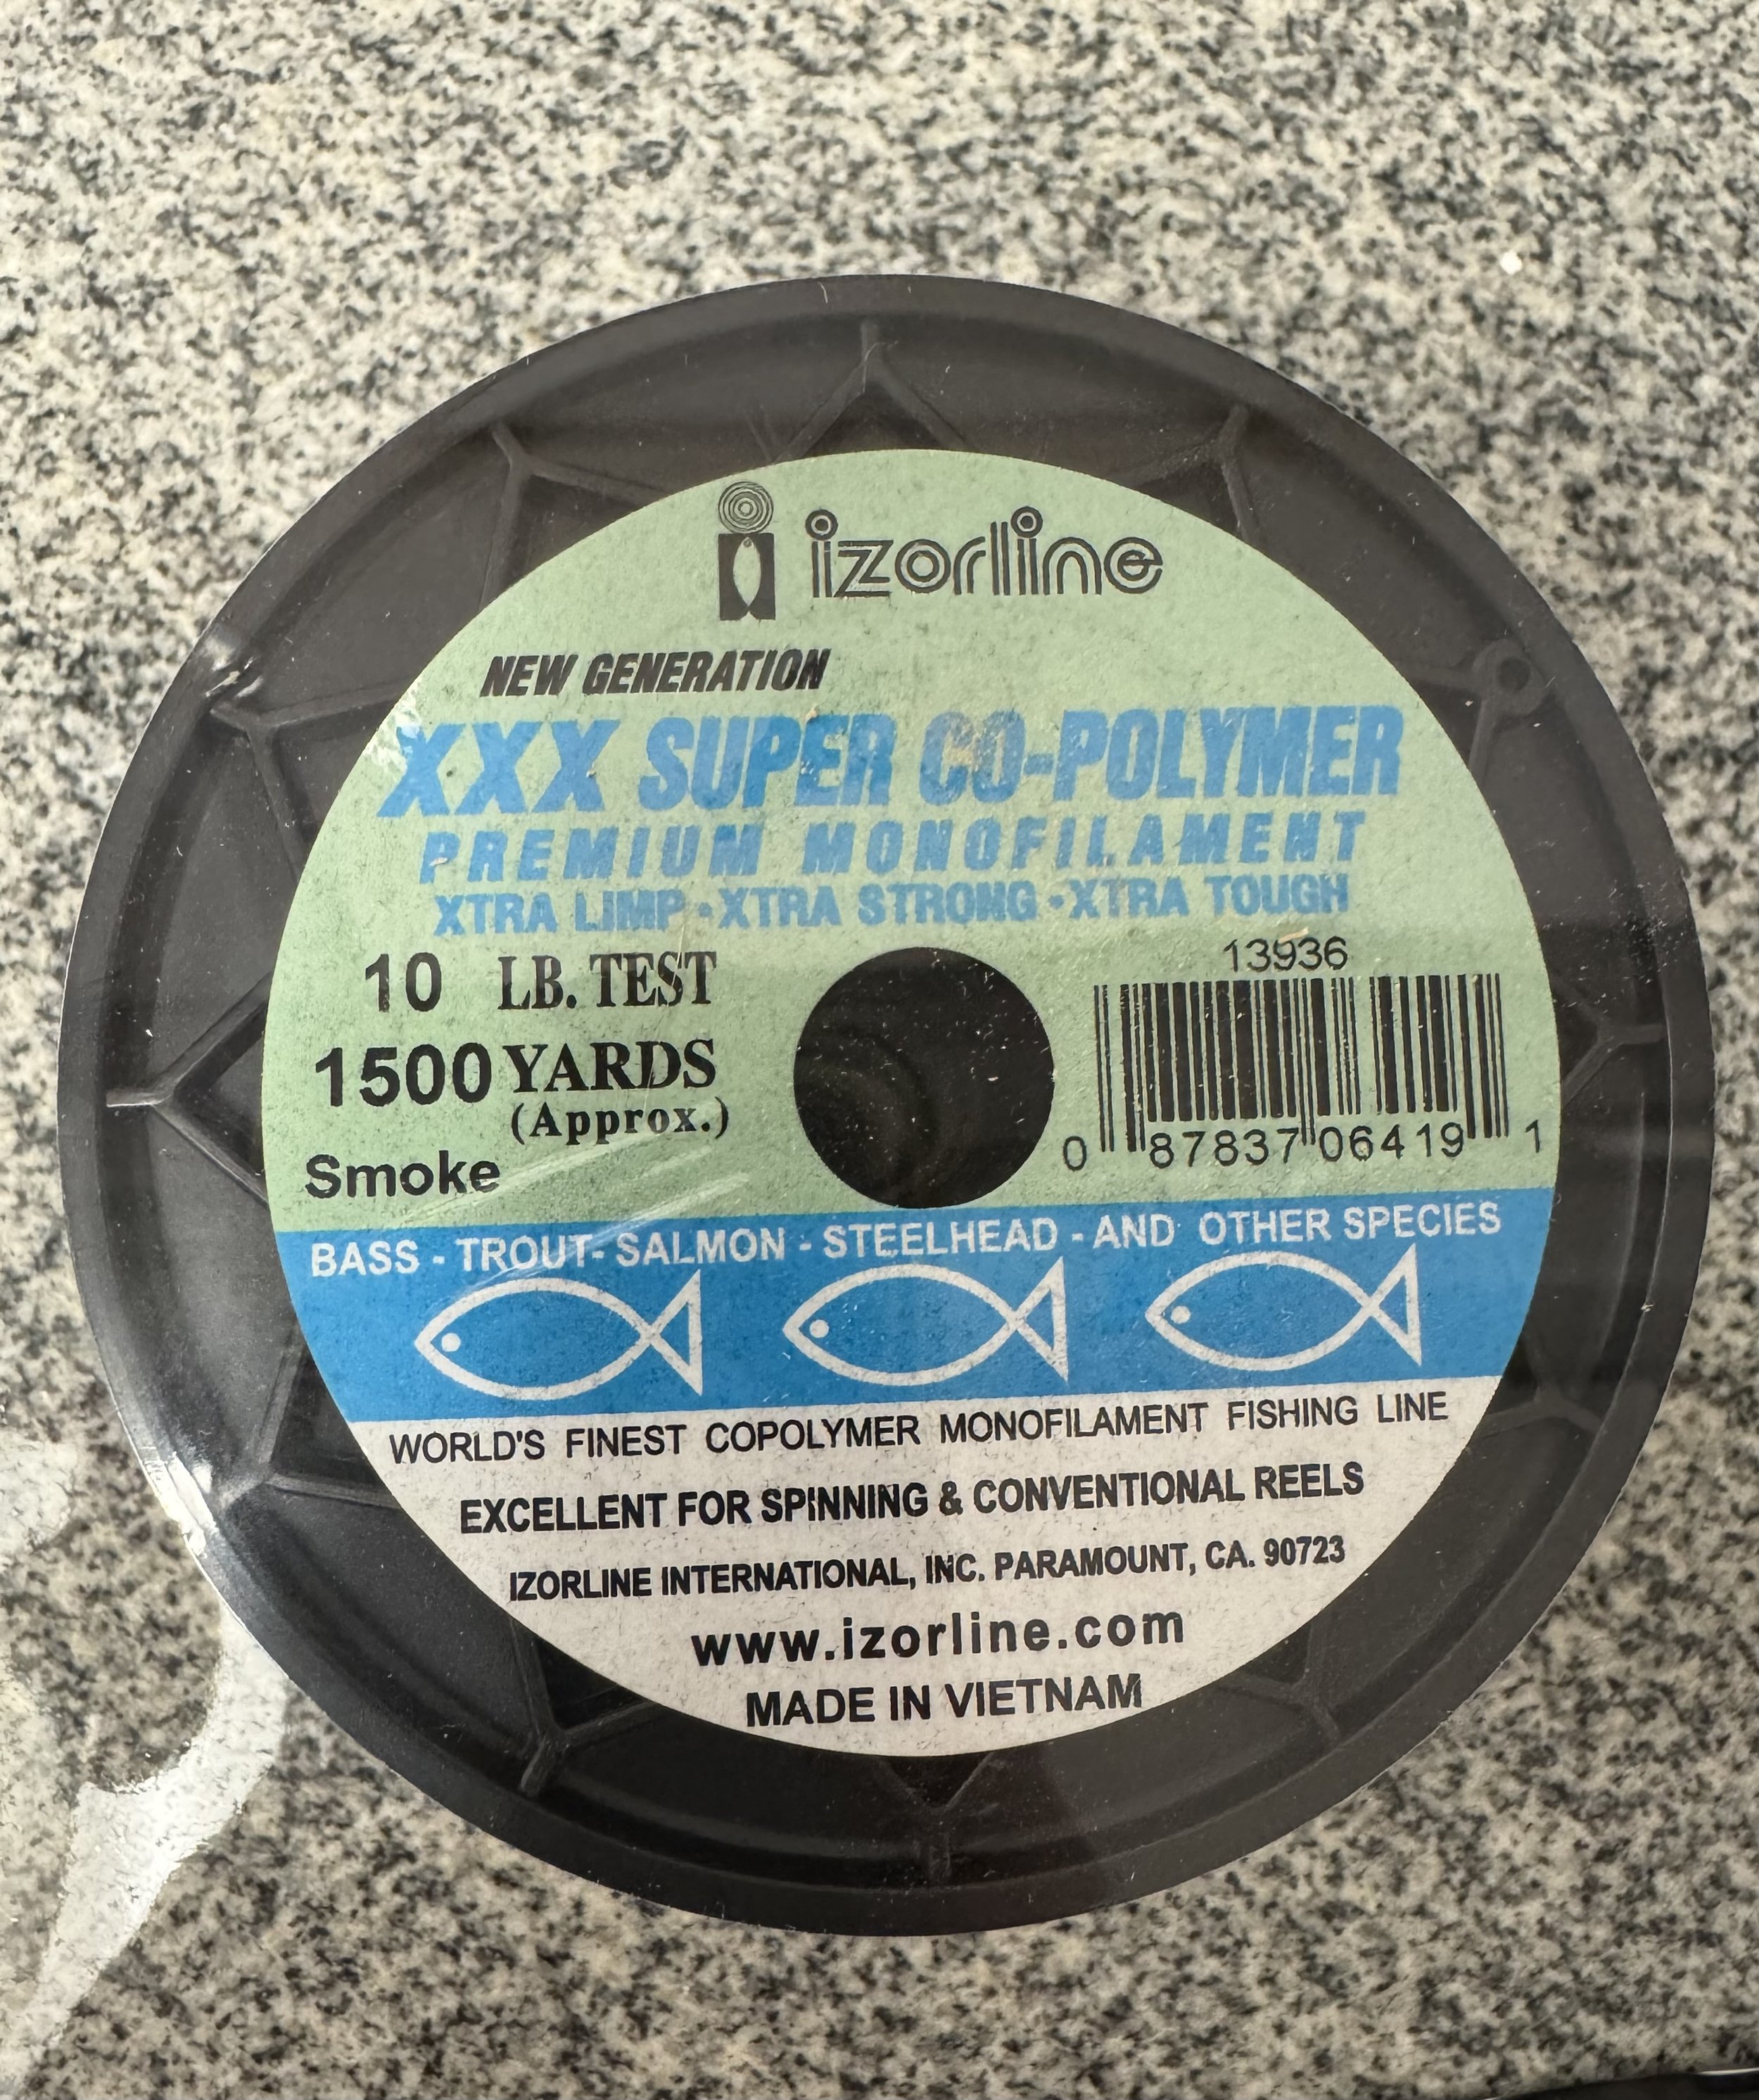 izorline
NEW GENERATION
XXX SUPER CO-POLYMER
PREMIUM MONOFILAMENT
XTRA LIMP • XTRA STRONG • XTRA TOUGH
10 LB. TEST
1500 YARDS
(Approx.)
Smoke
13936
0 87837 06419 1
BASS - TROUT- SALMON - STEELHEAD - AND OTHER SPECIES
WORLD'S FINEST COPOLYMER MONOFILAMENT FISHING LINE
EXCELLENT FOR SPINNING & CONVENTIONAL REELS
IZORLINE INTERNATIONAL, INC. PARAMOUNT, CA. 90723
www.izorline.com
MADE IN VIETNAM